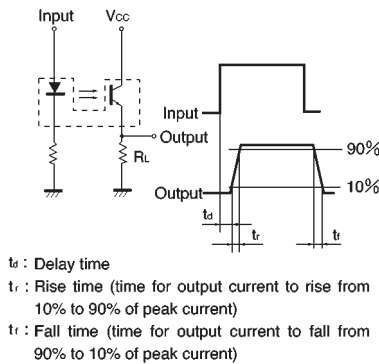 Input
Vcc
Output
RL
Input
90%
Output
10%
td
tr
tf
td : Delay time
tr : Rise time (time for output current to rise from
10% to 90% of peak current)
tf : Fall time (time for output current to fall from
90% to 10% of peak current)